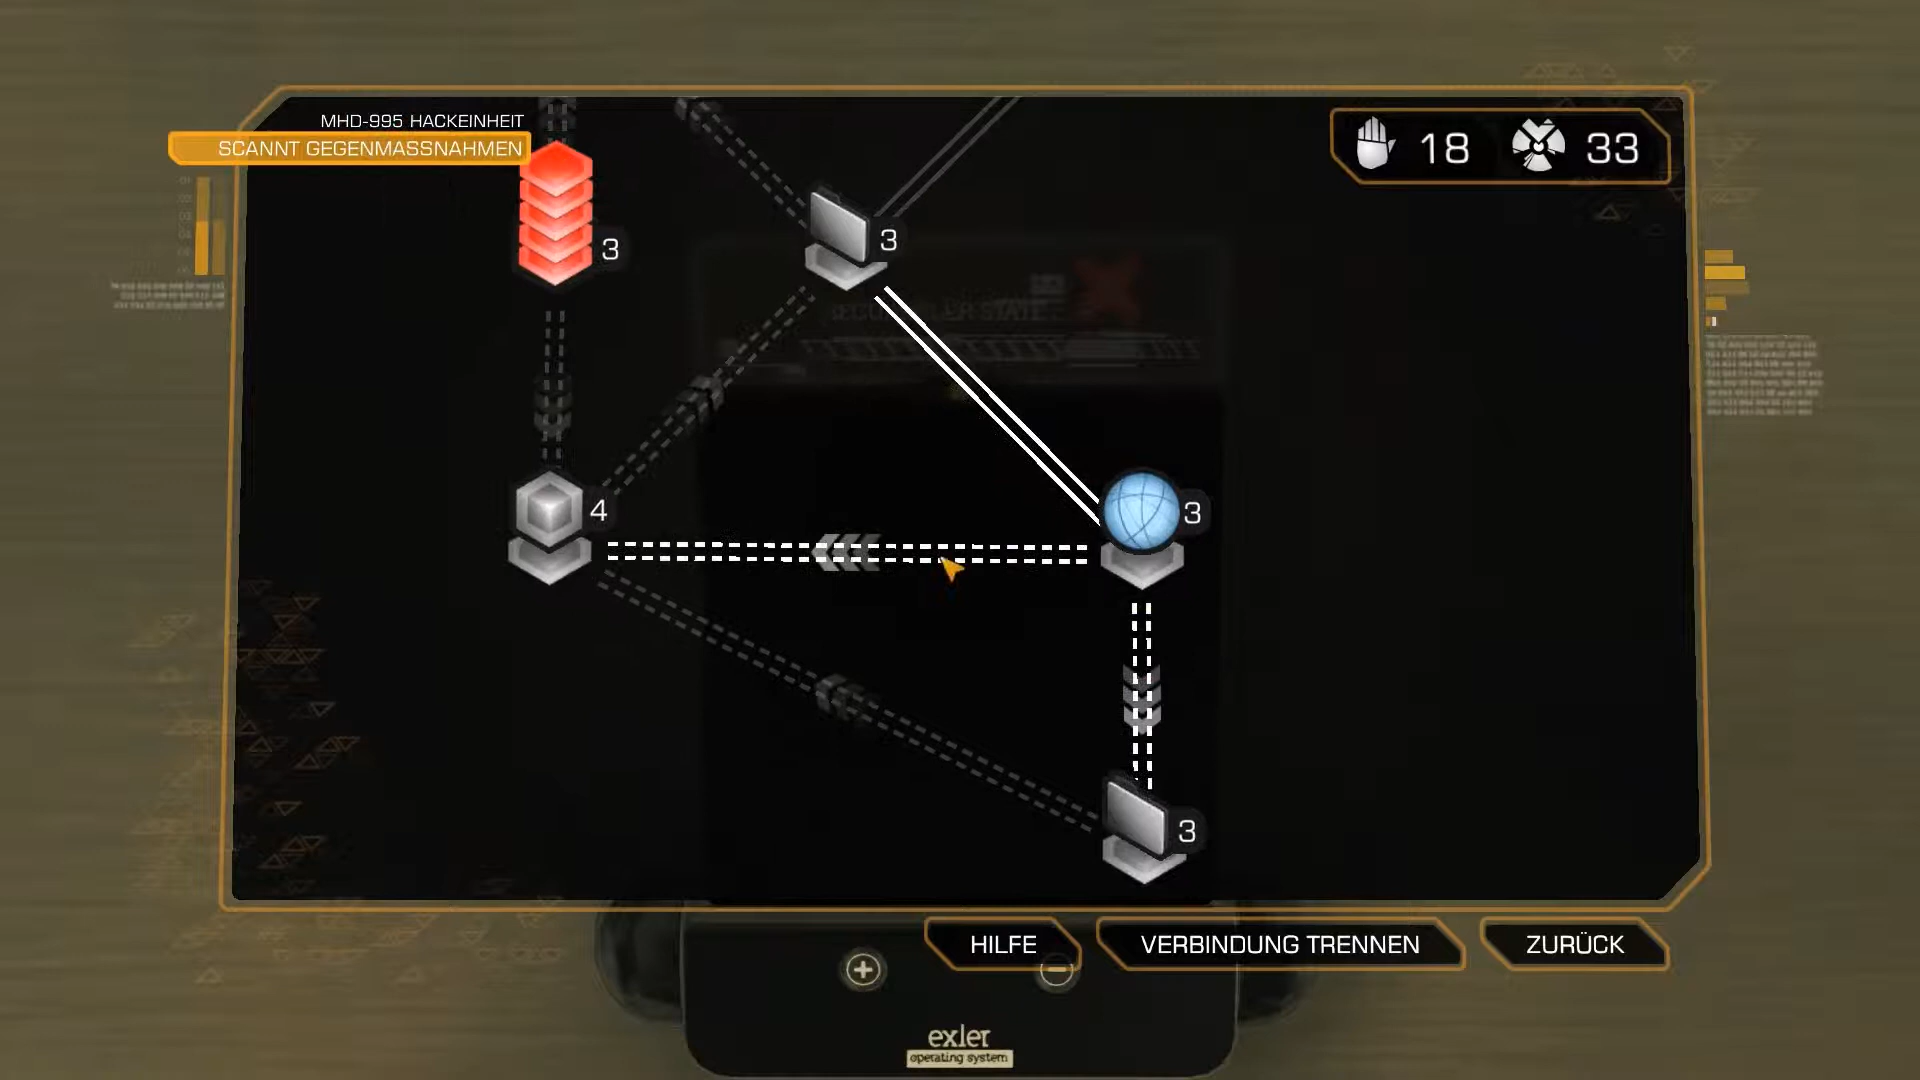 MHD-995 HACKEINHEIT
SCANNT GEGENMASSNAHMEN
18
33
3
3
4
3
3
HILFE
VERBINDUNG TRENNEN
ZURÜCK
exler
operating system